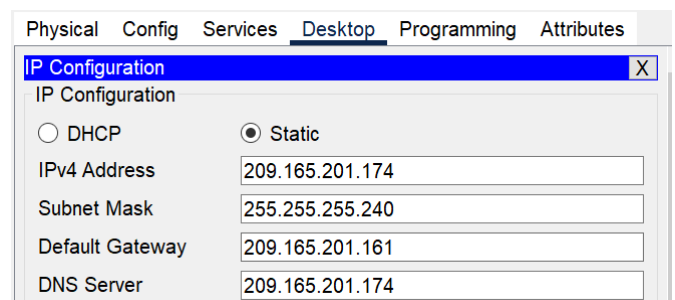 Physical Config Services Desktop Programming Attributes
IP Configuration X
IP Configuration
DHCP Static
IPv4 Address 209.165.201.174
Subnet Mask 255.255.255.240
Default Gateway 209.165.201.161
DNS Server 209.165.201.174